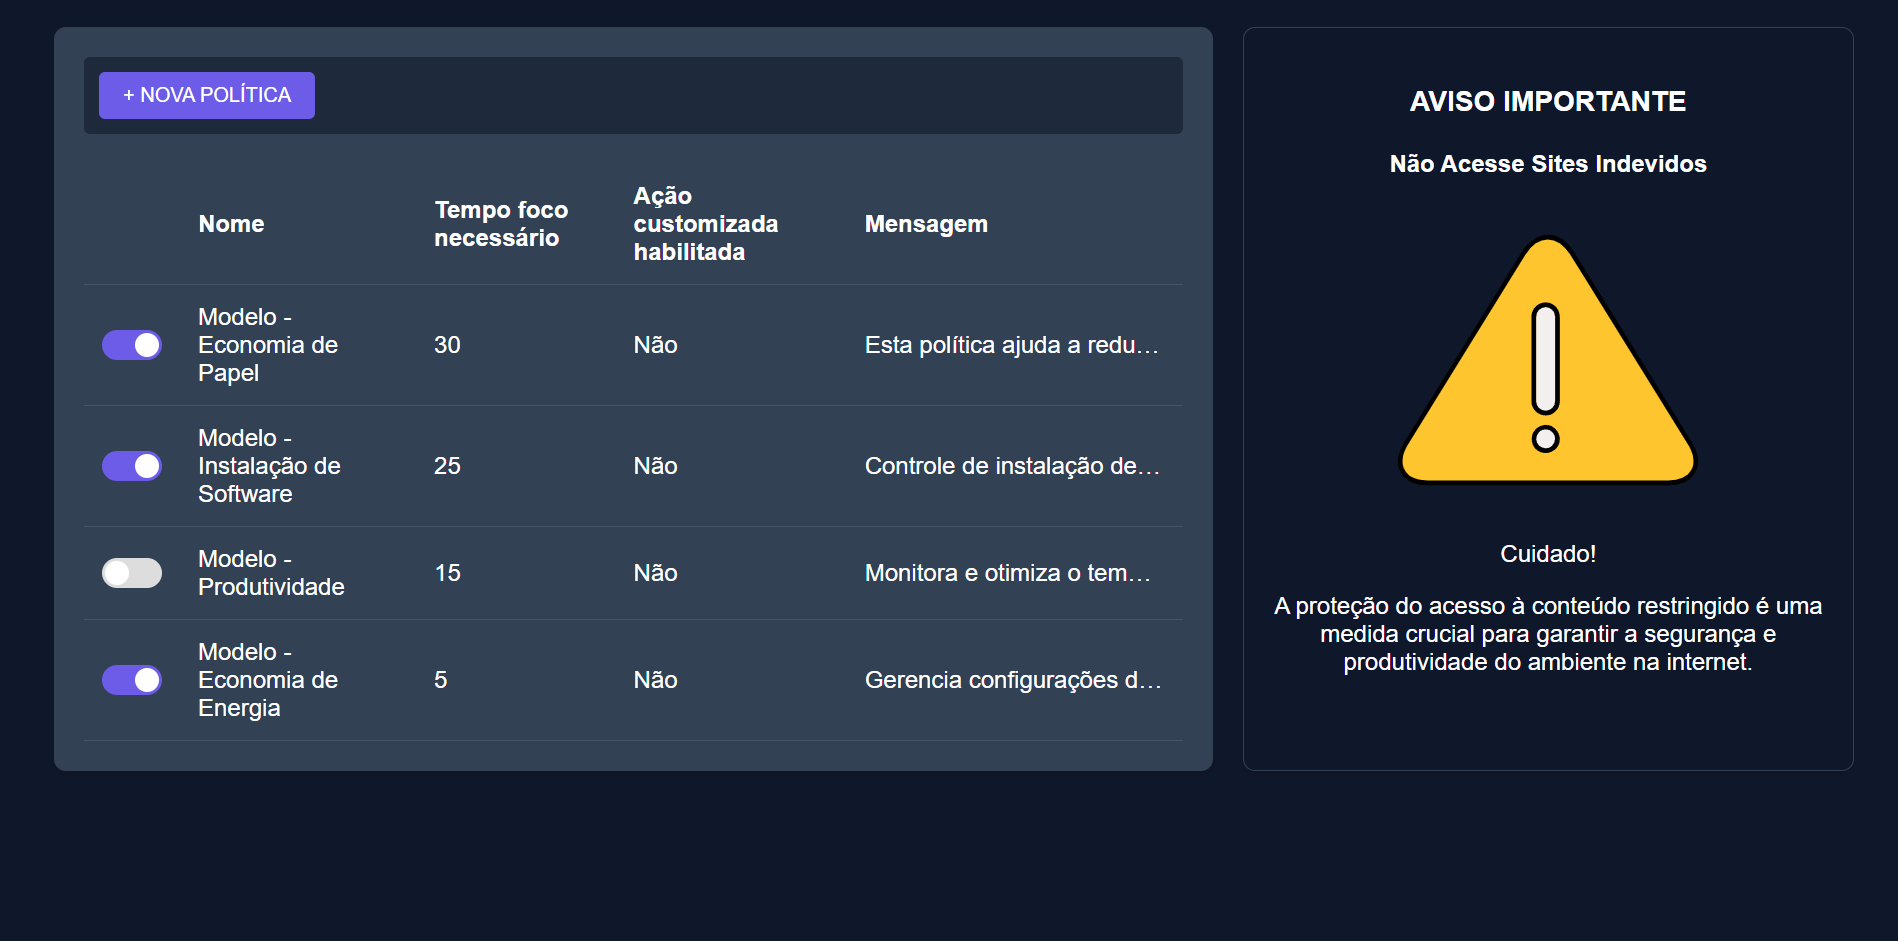 + NOVA POLÍTICA
Nome
Tempo foco
necessário
Ação
customizada
habilitada
Mensagem
Modelo -
Economia de
Papel
30
Não
Esta política ajuda a redu…
Modelo -
Instalação de
Software
25
Não
Controle de instalação de…
Modelo -
Produtividade
15
Não
Monitora e otimiza o tem…
Modelo -
Economia de
Energia
5
Não
Gerencia configurações d…
AVISO IMPORTANTE
Não Acesse Sites Indevidos
Cuidado!
A proteção do acesso à conteúdo restringido é uma
medida crucial para garantir a segurança e
produtividade do ambiente na internet.